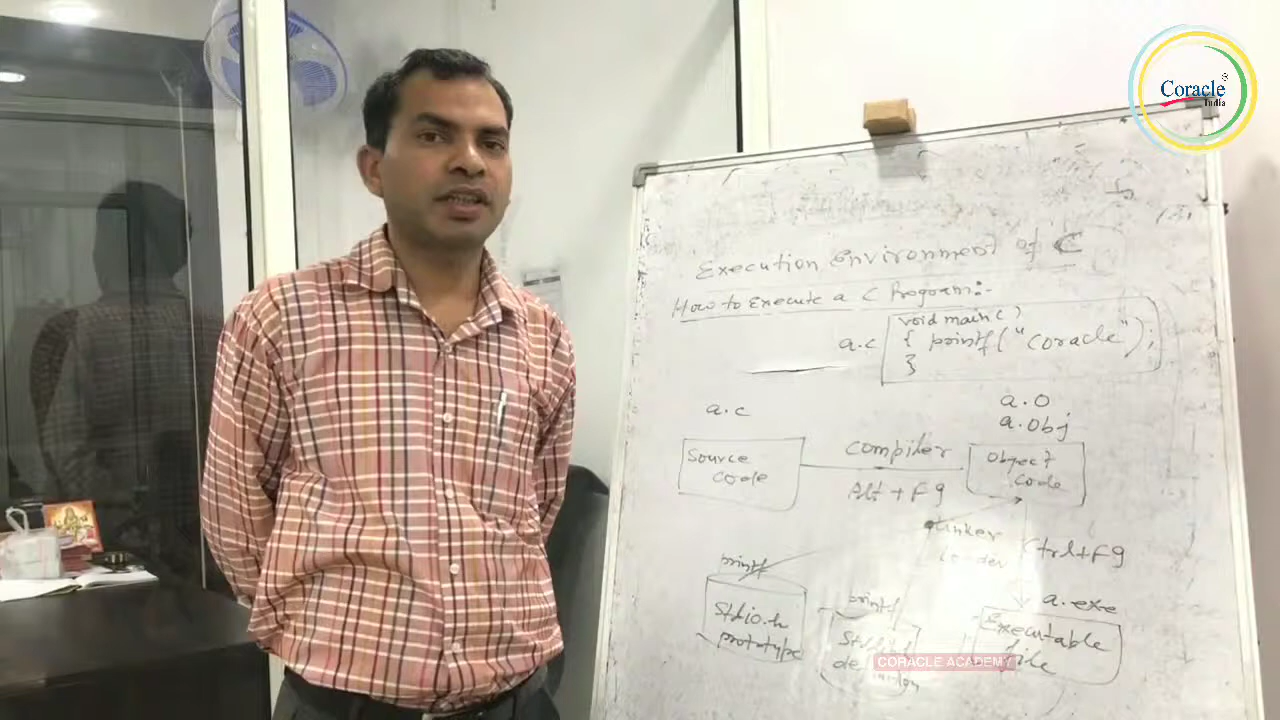 Coracle
India
Execution Environment of C
How to Execute a C Program:-
void main()
a.c { printf("Coracle");
}
a.c
a.o
a.obj
Source
code
Compiler
Alt+F9
Object
code
Linker
Loader
Ctrl+F9
printf
Stdio.h
prototype
printf
a.exe
Executable
file
CORACLE ACADEMY